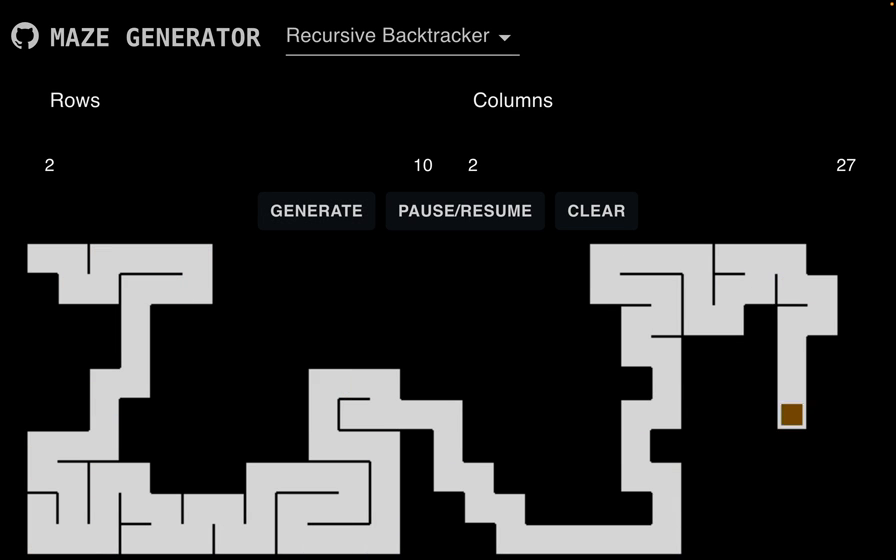 MAZE GENERATOR Recursive Backtracker
Rows Columns
2 10 2 27
GENERATE PAUSE/RESUME CLEAR